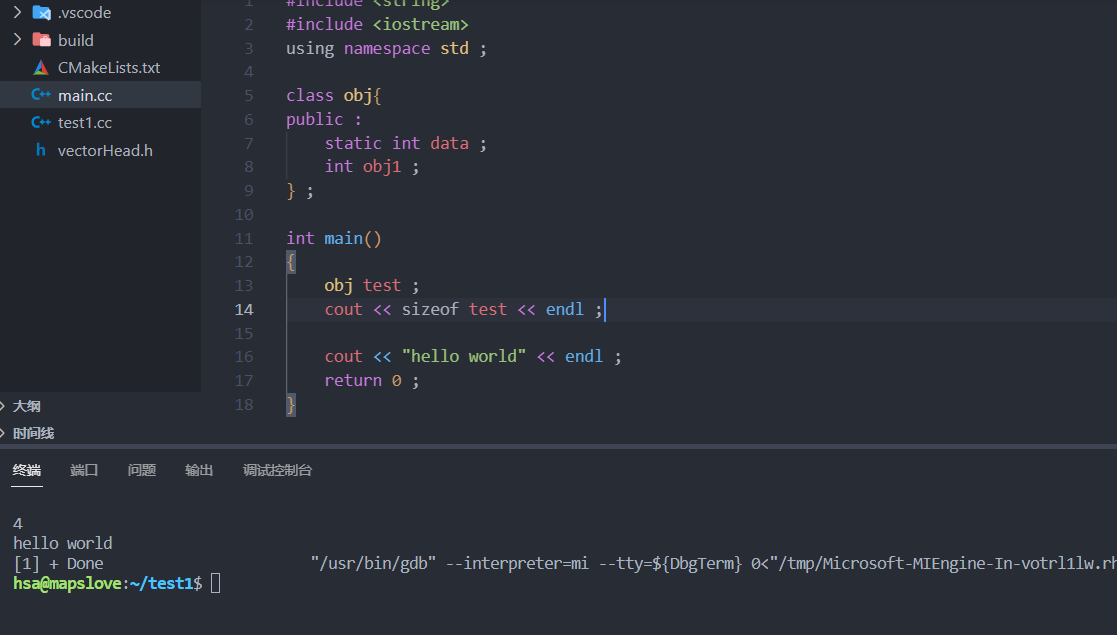 .vscode
build
CMakeLists.txt
main.cc
test1.cc
vectorHead.h
大纲
时间线
1 #include <string>
2 #include <iostream>
3 using namespace std ;
4
5 class obj{
6 public :
7 static int data ;
8 int obj1 ;
9 } ;
10
11 int main()
12 {
13 obj test ;
14 cout << sizeof test << endl ;
15
16 cout << "hello world" << endl ;
17 return 0 ;
18 }
终端 端口 问题 输出 调试控制台
4
hello world
[1] + Done "/usr/bin/gdb" --interpreter=mi --tty=${DbgTerm} 0<"/tmp/Microsoft-MIEngine-In-votrl1lw.rh
hsa@mapslove:~/test1$